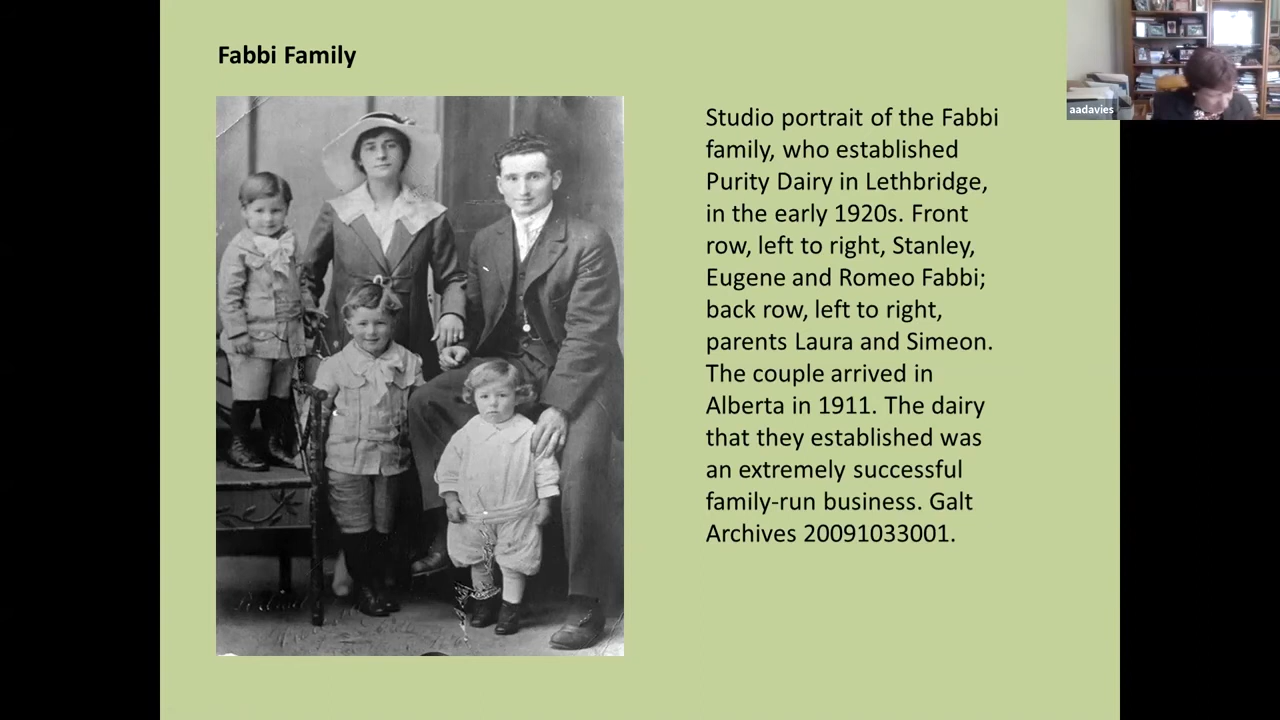 Fabbi Family
Studio portrait of the Fabbi
family, who established
Purity Dairy in Lethbridge,
in the early 1920s. Front
row, left to right, Stanley,
Eugene and Romeo Fabbi;
back row, left to right,
parents Laura and Simeon.
The couple arrived in
Alberta in 1911. The dairy
that they established was
an extremely successful
family-run business. Galt
Archives 20091033001.
aadavies